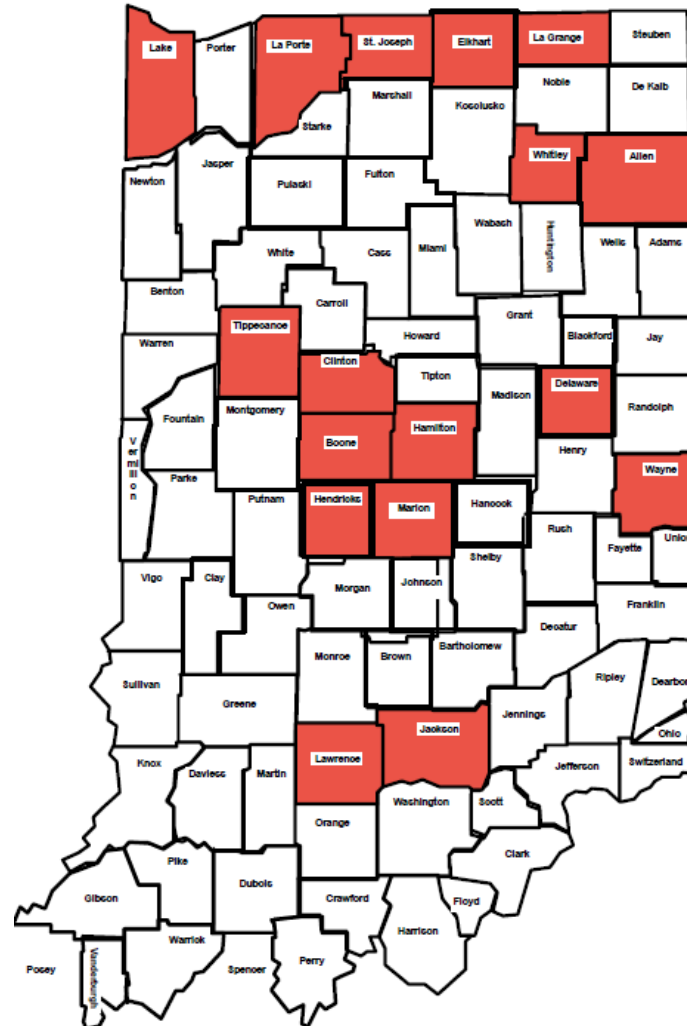 Lake
Porter
La Porte
St. Joseph
Elkhart
La Grange
Steuben
Noble
De Kalb
Marshall
Kosciusko
Starke
Whitley
Allen
Jasper
Newton
Pulaski
Fulton
Wabash
Huntington
Miami
Wells
Adams
White
Cass
Benton
Carroll
Grant
Tippecanoe
Howard
Blackford
Jay
Warren
Clinton
Tipton
Delaware
Madison
Randolph
Fountain
Montgomery
Boone
Hamilton
Vermillion
Henry
Wayne
Parke
Putnam
Hendricks
Marion
Hancock
Rush
Fayette
Union
Shelby
Vigo
Clay
Morgan
Johnson
Owen
Franklin
Decatur
Monroe
Brown
Bartholomew
Ripley
Dearbor
Sullivan
Greene
Jennings
Ohio
Jackson
Lawrence
Knox
Daviess
Martin
Jefferson
Switzerland
Washington
Scott
Orange
Clark
Pike
Dubois
Gibson
Crawford
Floyd
Harrison
Warrick
Perry
Posey
Vanderburgh
Spencer